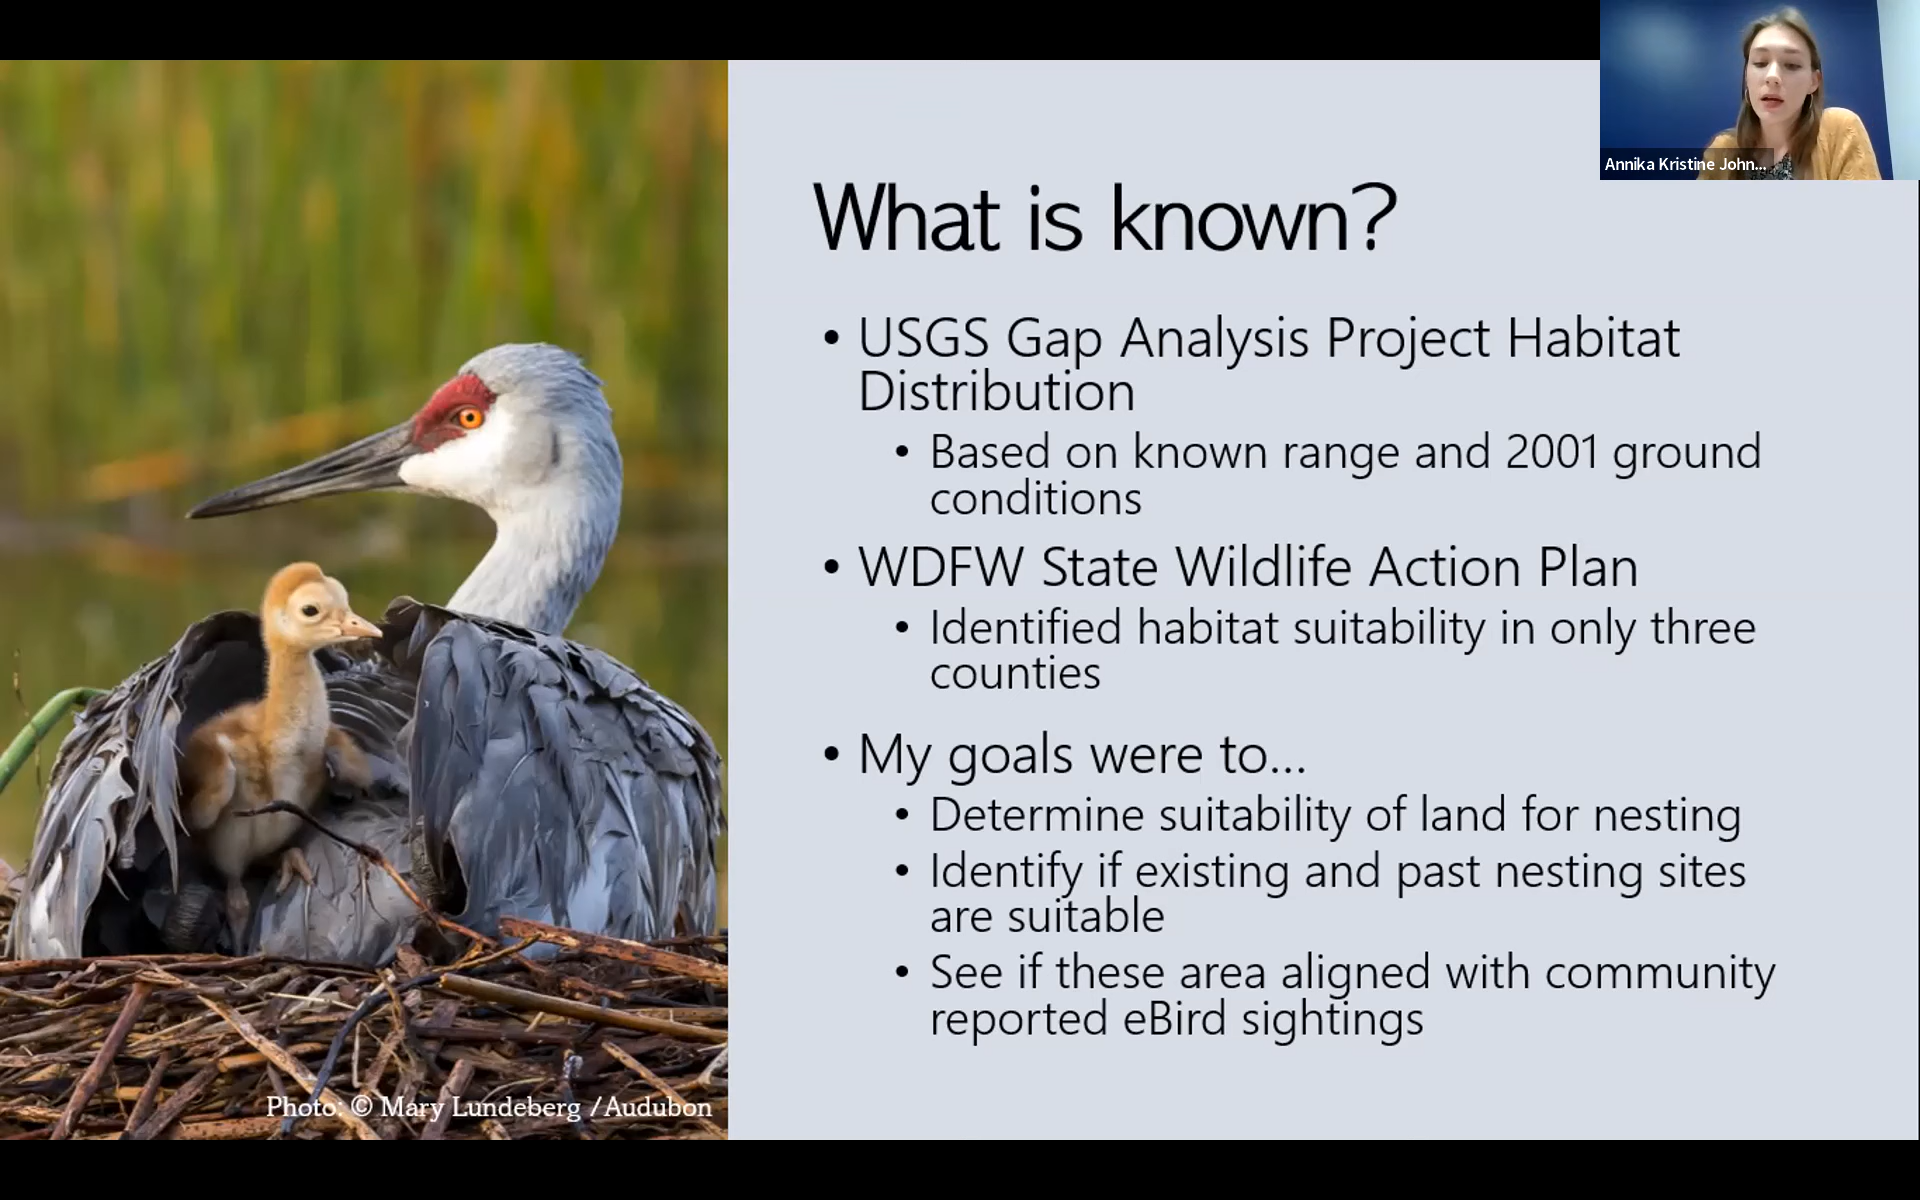 Annika Kristine John...
What is known?
• USGS Gap Analysis Project Habitat
Distribution
• Based on known range and 2001 ground
conditions
• WDFW State Wildlife Action Plan
• Identified habitat suitability in only three
counties
• My goals were to...
• Determine suitability of land for nesting
• Identify if existing and past nesting sites
are suitable
• See if these area aligned with community
reported eBird sightings
Photo: © Mary Lundeberg /Audubon